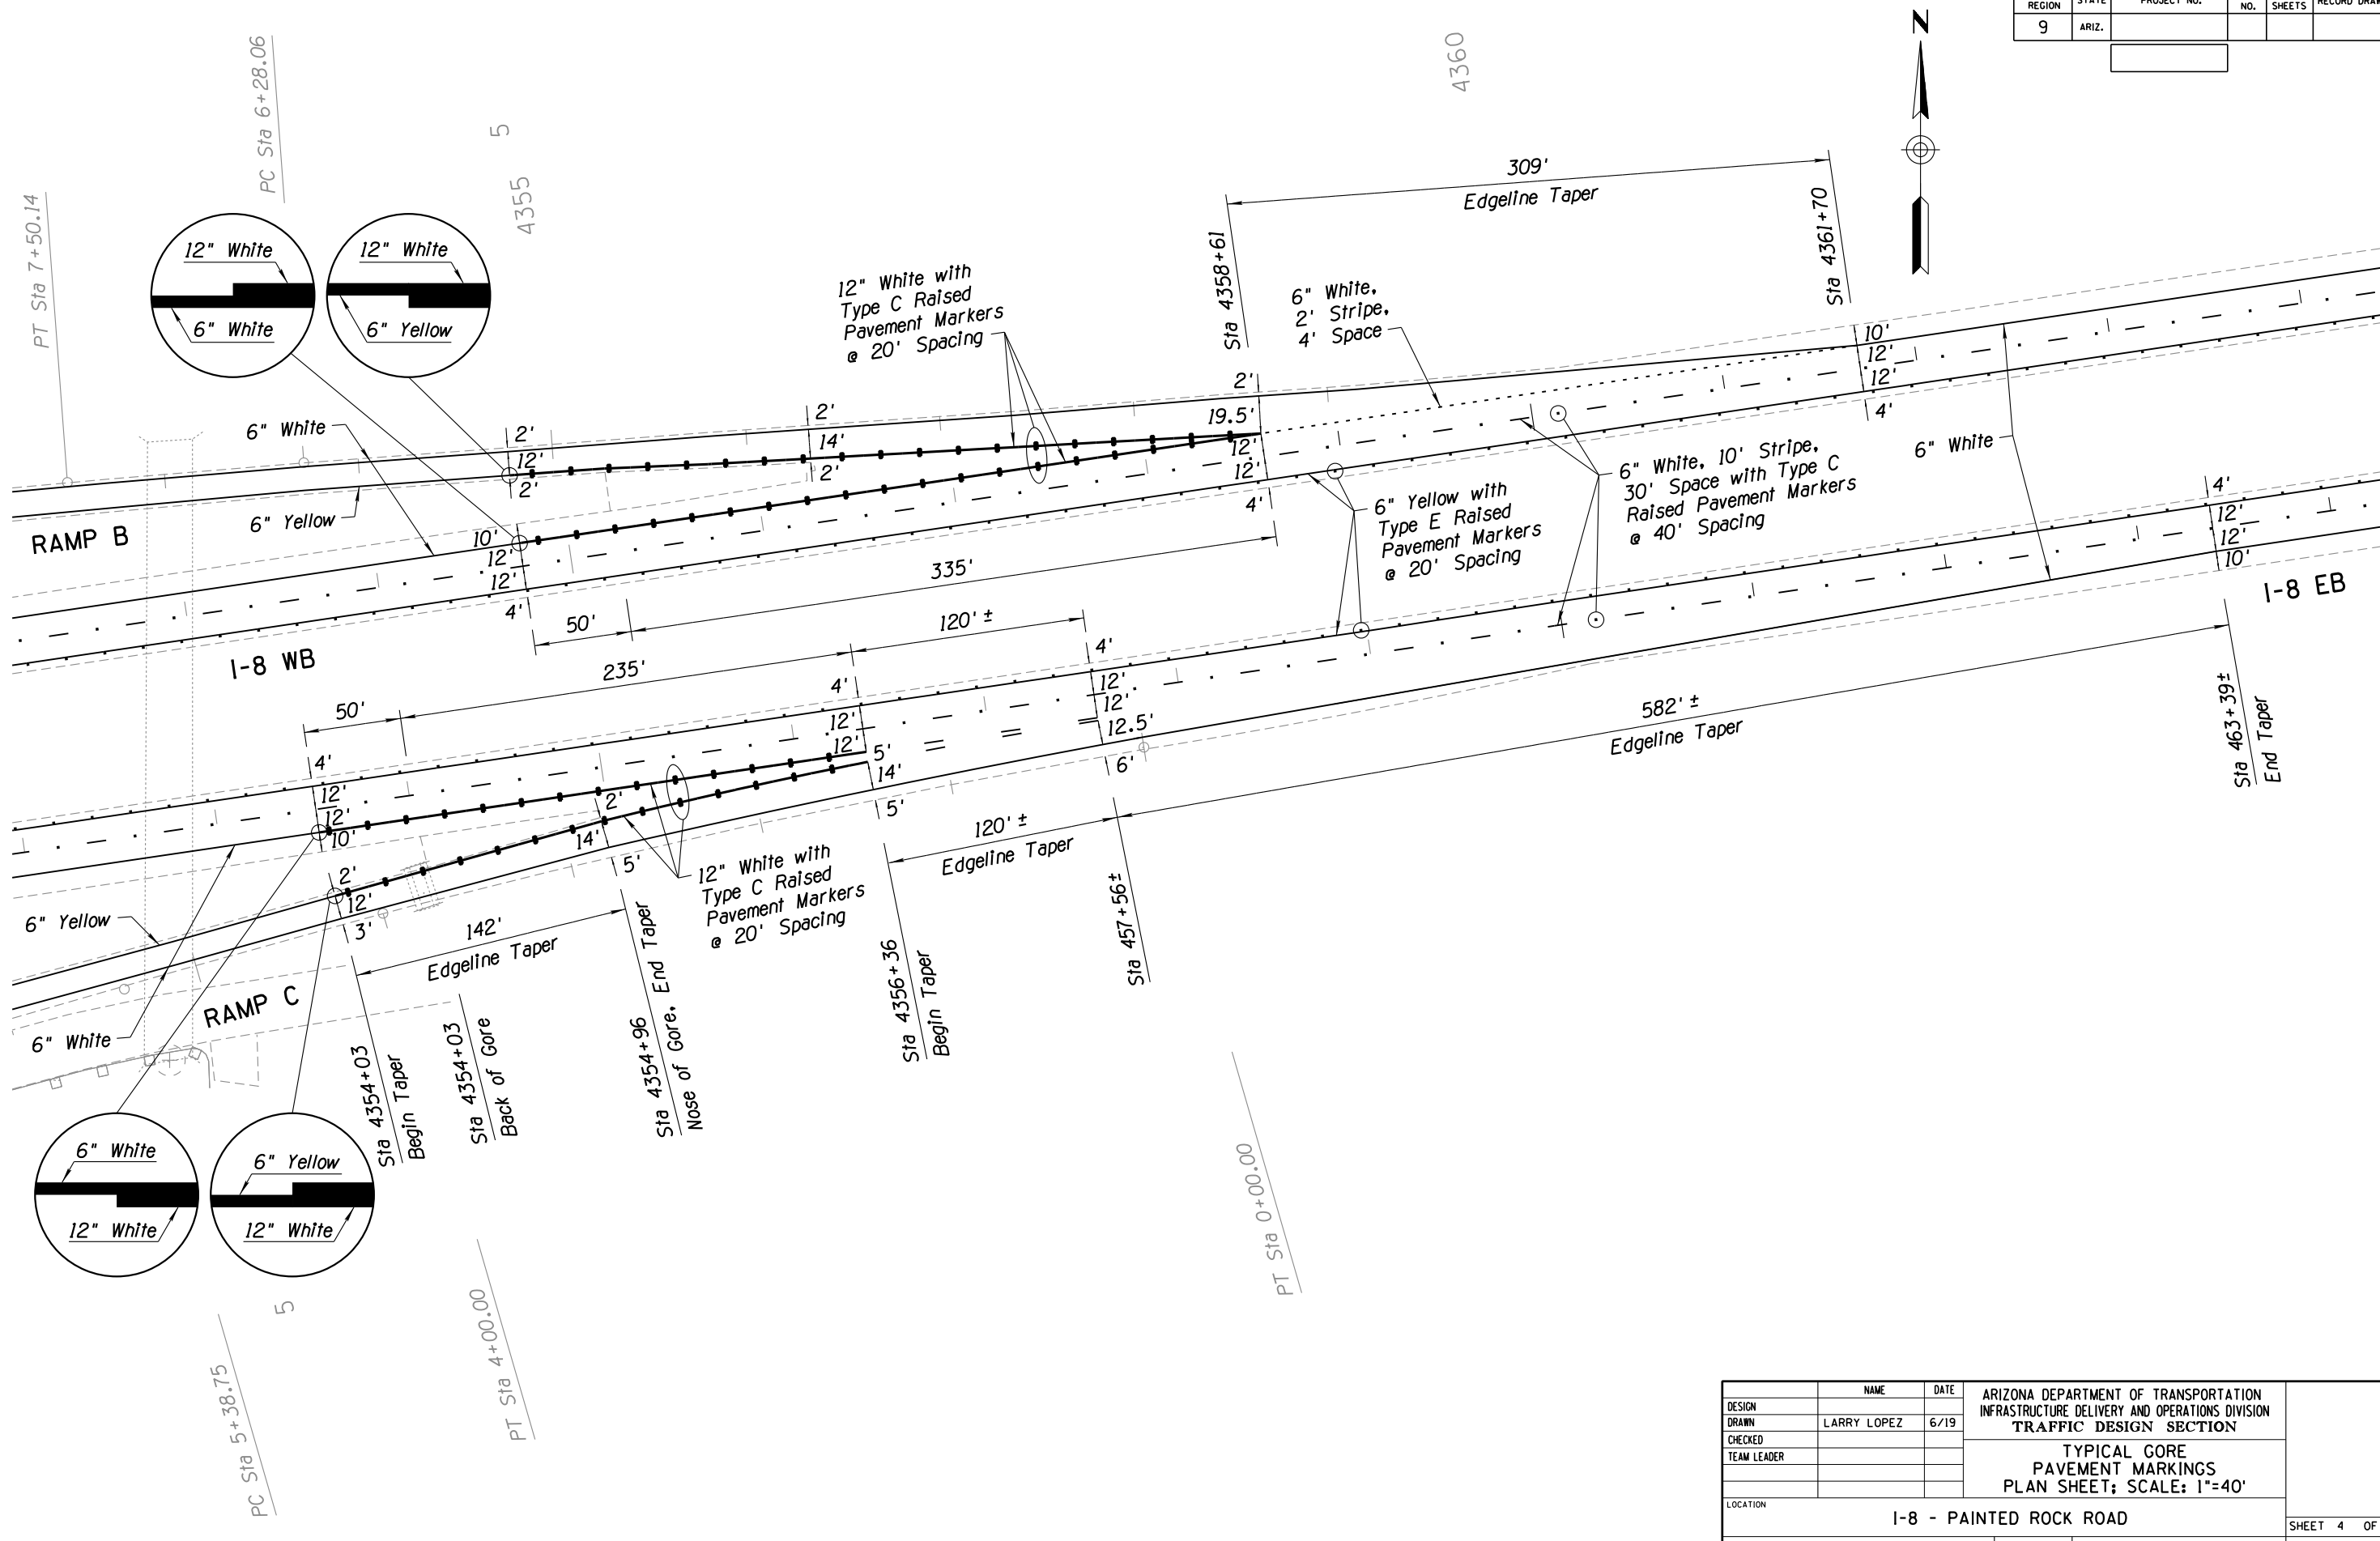 REGION
STATE
PROJECT NO.
NO.
SHEETS
9
ARIZ.
N
PT Sta 7+50.14
PC Sta 6+28.06
5
4355
4360
309'
Edgeline Taper
Sta 4358+61
Sta 4361+70
12" White
6" White
12" White
6" Yellow
12" White with
Type C Raised
Pavement Markers
@ 20' Spacing
6" White,
2' Stripe,
4' Space
6" White
6" Yellow
RAMP B
2'
12'
2'
2'
14'
2'
2'
19.5'
12'
12'
4'
10'
12'
12'
4'
10'
12'
12'
4'
6" Yellow with
Type E Raised
Pavement Markers
@ 20' Spacing
6" White, 10' Stripe,
30' Space with Type C
Raised Pavement Markers
@ 40' Spacing
6" White
I-8 WB
50'
335'
50'
235'
120' ±
4'
12'
12'
10'
I-8 EB
4'
12'
12'
10'
4'
12'
12'
5'
14'
5'
4'
12'
12'
12.5'
6'
2'
14'
5'
2'
12'
3'
582' ±
Edgeline Taper
120' ±
Edgeline Taper
142'
Edgeline Taper
12" White with
Type C Raised
Pavement Markers
@ 20' Spacing
6" Yellow
6" White
RAMP C
Sta 4354+03
Begin Taper
Sta 4354+03
Back of Gore
Sta 4354+96
Nose of Gore, End Taper
Sta 4356+36
Begin Taper
Sta 457+56±
Sta 463+39±
End Taper
6" White
12" White
6" Yellow
12" White
5
PC Sta 5+38.75
PT Sta 4+00.00
PT Sta 0+00.00
NAME
DATE
DESIGN
DRAWN
LARRY LOPEZ
6/19
CHECKED
TEAM LEADER
ARIZONA DEPARTMENT OF TRANSPORTATION
INFRASTRUCTURE DELIVERY AND OPERATIONS DIVISION
TRAFFIC DESIGN SECTION
TYPICAL GORE
PAVEMENT MARKINGS
PLAN SHEET; SCALE: 1"=40'
LOCATION
I-8 - PAINTED ROCK ROAD
SHEET 4 OF